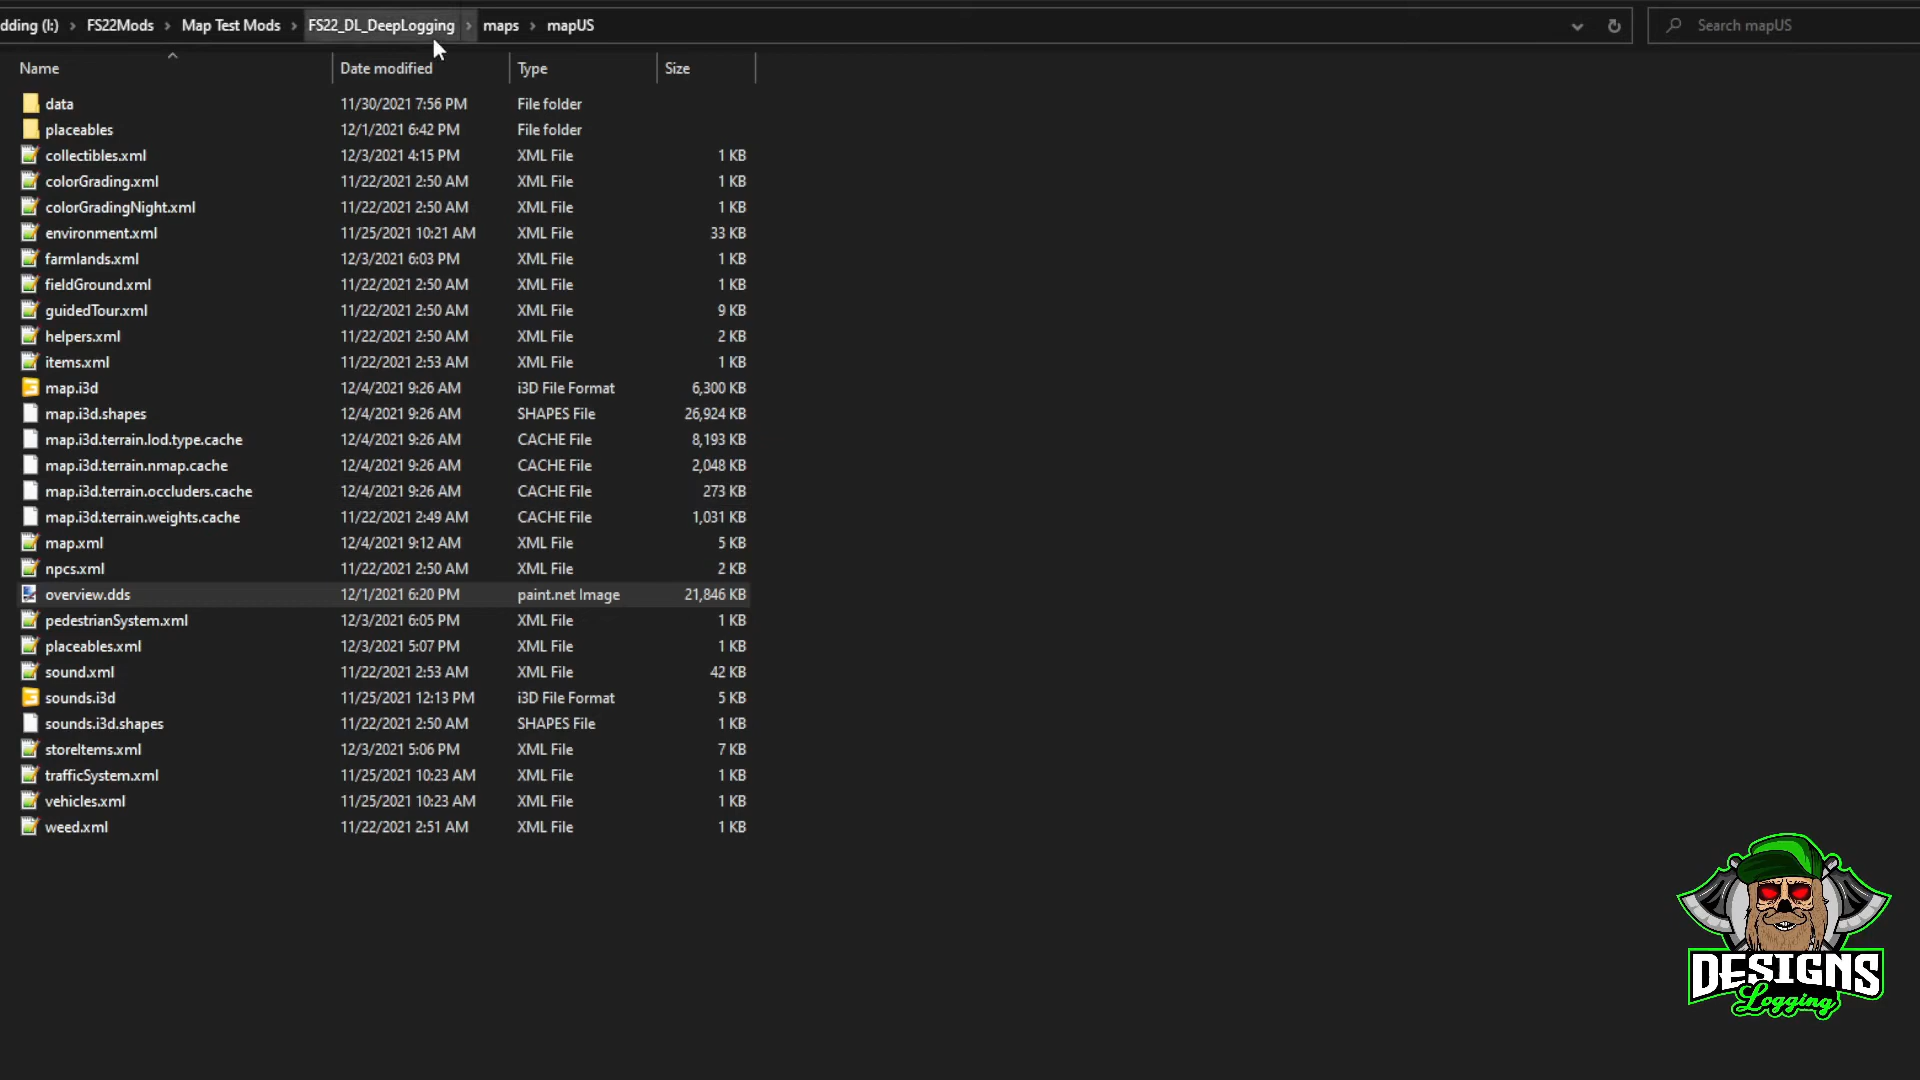 dding (I:) > FS22Mods > Map Test Mods > FS22_DL_DeepLogging > maps > mapUS
Search mapUS
Name Date modified Type Size
data 11/30/2021 7:56 PM File folder
placeables 12/1/2021 6:42 PM File folder
collectibles.xml 12/3/2021 4:15 PM XML File 1 KB
colorGrading.xml 11/22/2021 2:50 AM XML File 1 KB
colorGradingNight.xml 11/22/2021 2:50 AM XML File 1 KB
environment.xml 11/25/2021 10:21 AM XML File 33 KB
farmlands.xml 12/3/2021 6:03 PM XML File 1 KB
fieldGround.xml 11/22/2021 2:50 AM XML File 1 KB
guidedTour.xml 11/22/2021 2:50 AM XML File 9 KB
helpers.xml 11/22/2021 2:50 AM XML File 2 KB
items.xml 11/22/2021 2:53 AM XML File 1 KB
map.i3d 12/4/2021 9:26 AM i3D File Format 6,300 KB
map.i3d.shapes 12/4/2021 9:26 AM SHAPES File 26,924 KB
map.i3d.terrain.lod.type.cache 12/4/2021 9:26 AM CACHE File 8,193 KB
map.i3d.terrain.nmap.cache 12/4/2021 9:26 AM CACHE File 2,048 KB
map.i3d.terrain.occluders.cache 12/4/2021 9:26 AM CACHE File 273 KB
map.i3d.terrain.weights.cache 11/22/2021 2:49 AM CACHE File 1,031 KB
map.xml 12/4/2021 9:12 AM XML File 5 KB
npcs.xml 11/22/2021 2:50 AM XML File 2 KB
overview.dds 12/1/2021 6:20 PM paint.net Image 21,846 KB
pedestrianSystem.xml 12/3/2021 6:05 PM XML File 1 KB
placeables.xml 12/3/2021 5:07 PM XML File 1 KB
sound.xml 11/22/2021 2:53 AM XML File 42 KB
sounds.i3d 11/25/2021 12:13 PM i3D File Format 5 KB
sounds.i3d.shapes 11/22/2021 2:50 AM SHAPES File 1 KB
storeItems.xml 12/3/2021 5:06 PM XML File 7 KB
trafficSystem.xml 11/25/2021 10:23 AM XML File 1 KB
vehicles.xml 11/25/2021 10:23 AM XML File 1 KB
weed.xml 11/22/2021 2:51 AM XML File 1 KB
DESIGNS
Logging